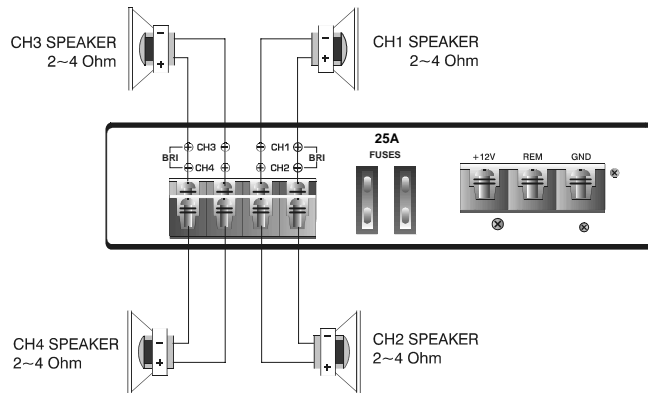 CH3 SPEAKER
2~4 Ohm
- 
+
-
+
CH1 SPEAKER
2~4 Ohm
25A
FUSES
+12V REM GND
BRI CH3 CH1 BRI
CH4 CH2
CH4 SPEAKER
2~4 Ohm
-
+
-
+
CH2 SPEAKER
2~4 Ohm